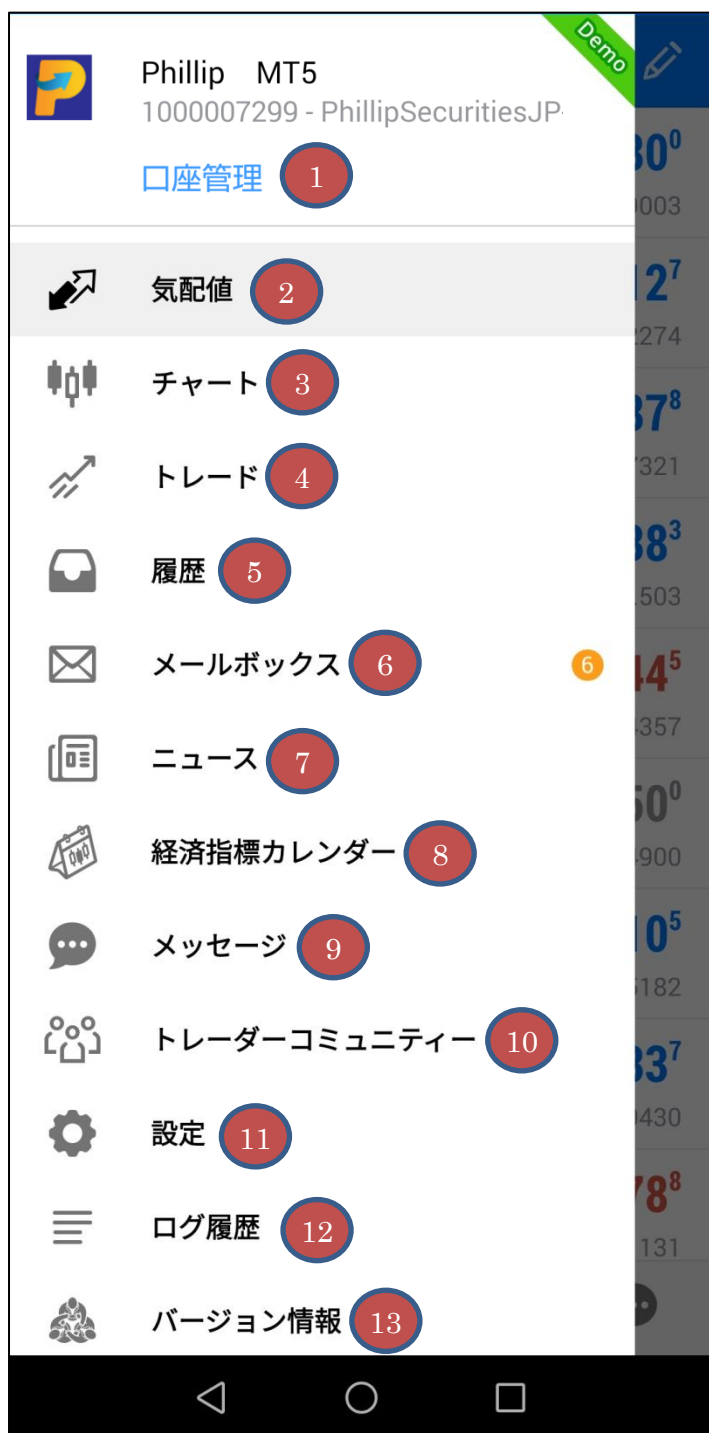 Demo
Phillip MT5
1000007299 - PhillipSecuritiesJP-
口座管理 1
気配値 2
チャート 3
トレード 4
履歴 5
メールボックス 6 6
ニュース 7
経済指標カレンダー 8
メッセージ 9
トレーダーコミュニティー 10
設定 11
ログ履歴 12
バージョン情報 13